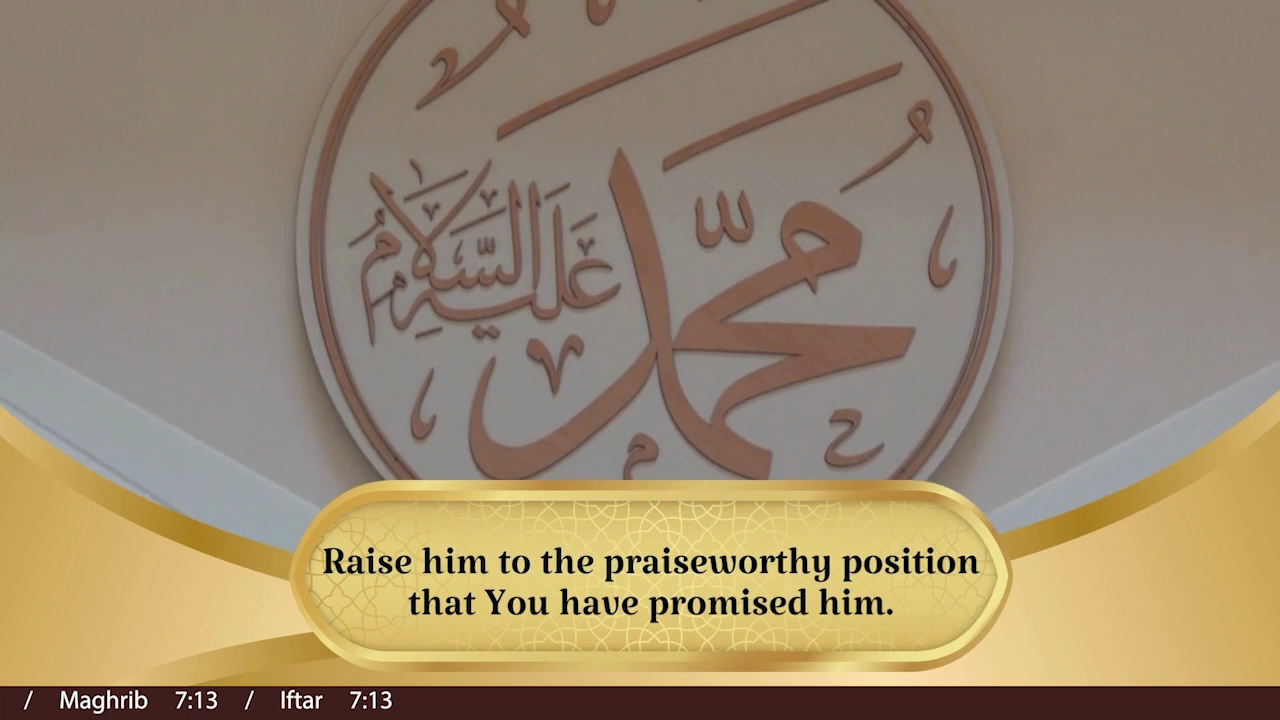 محمد
عليه السلام
Raise him to the praiseworthy position
that You have promised him.
/ Maghrib 7:13 / Iftar 7:13